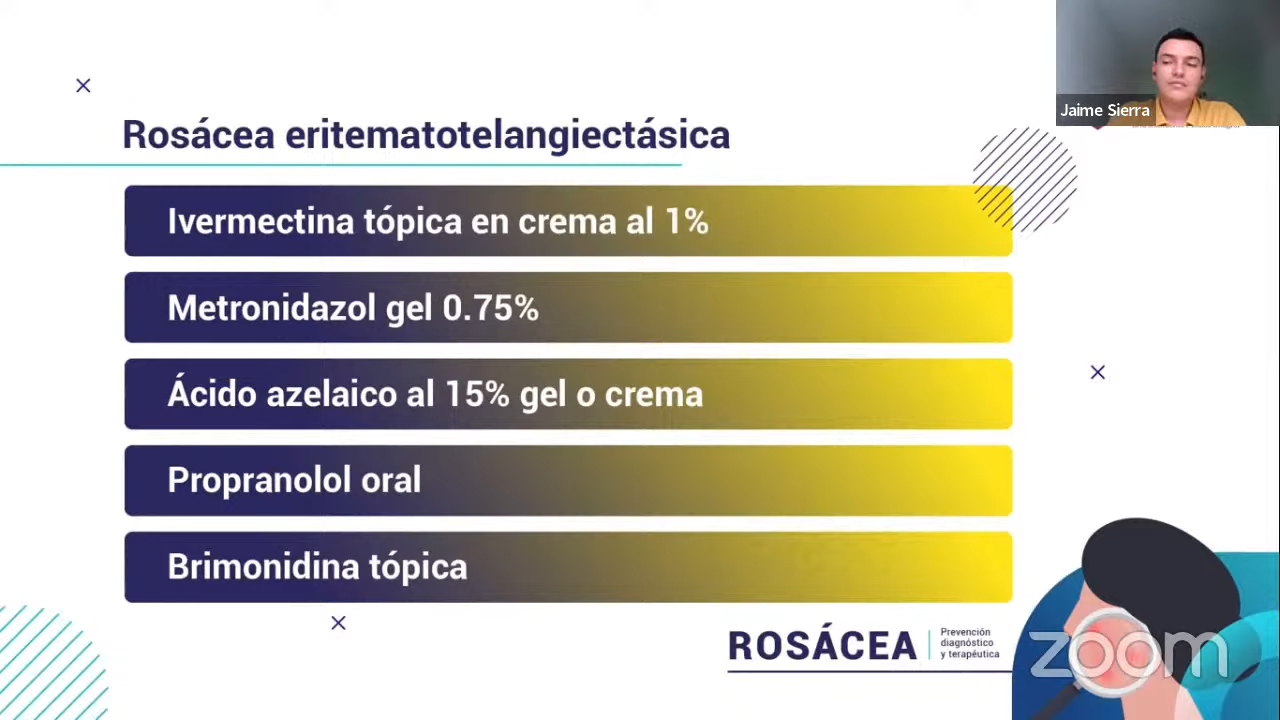 Jaime Sierra
Rosácea eritematotelangiectásica
Ivermectina tópica en crema al 1%
Metronidazol gel 0.75%
Ácido azelaico al 15% gel o crema
Propranolol oral
Brimonidina tópica
ROSÁCEA
Prevención
diagnóstico
y terapéutica
zoom